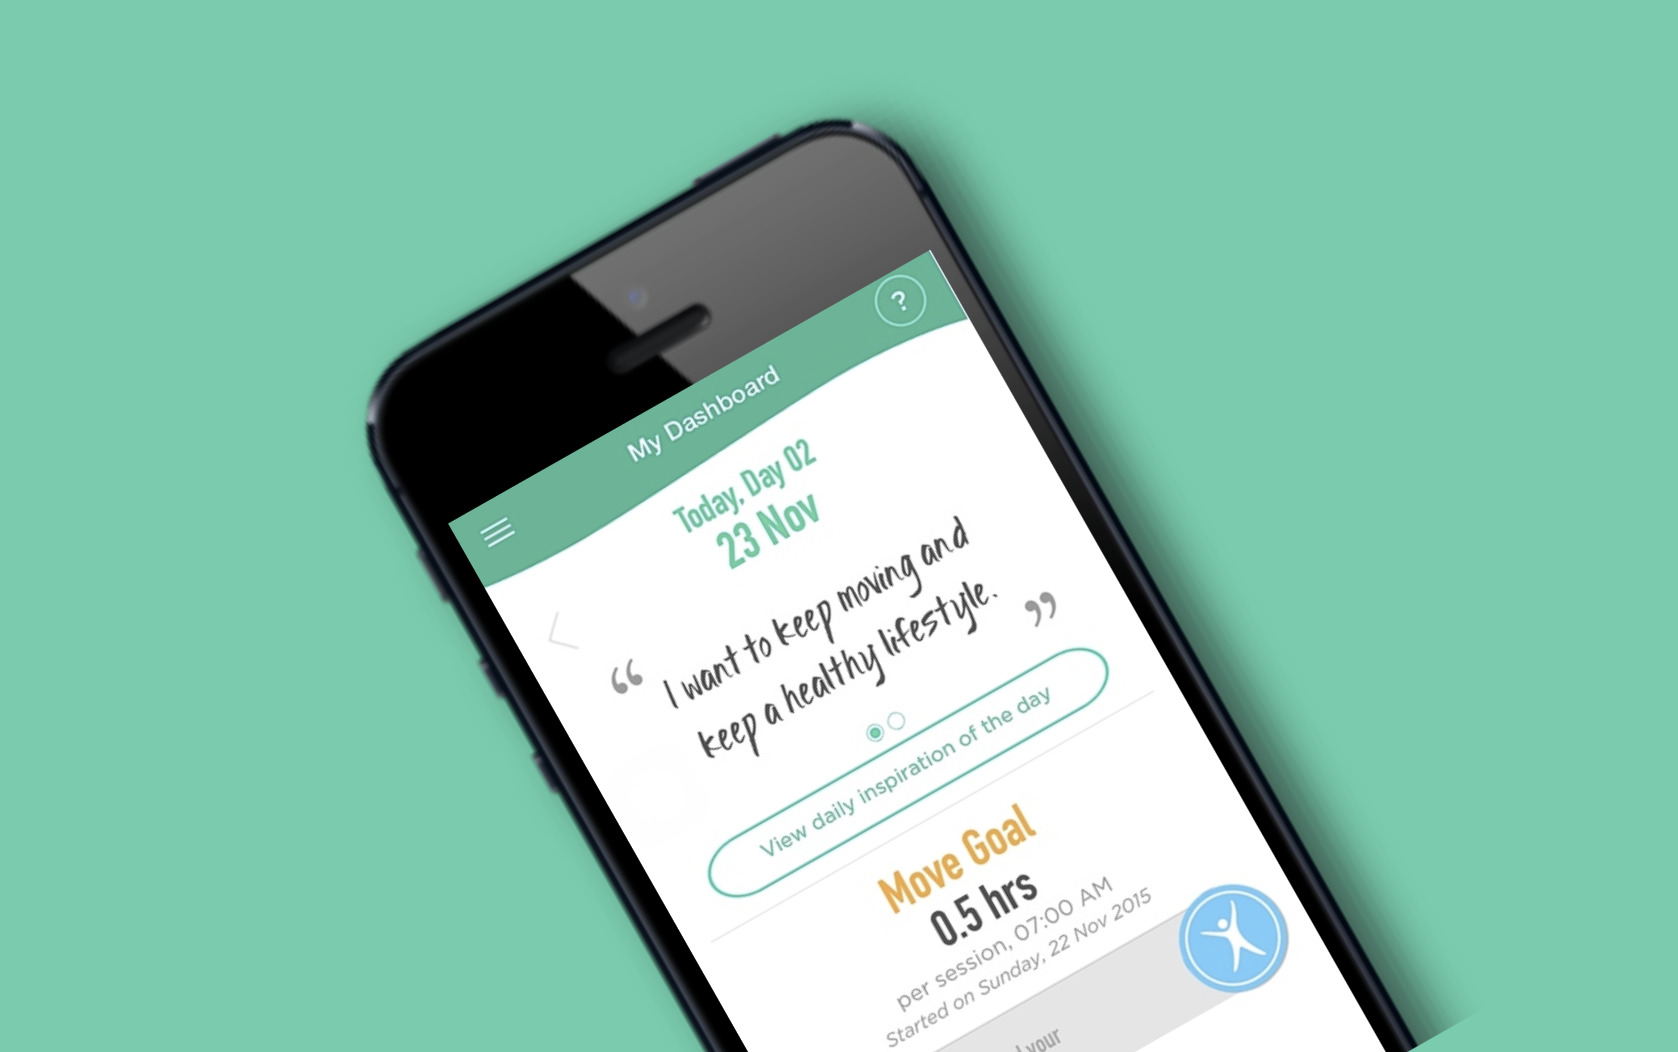 ?
My Dashboard
Today, Day 02
23 Nov
“ I want to keep moving and
keep a healthy lifestyle. ”
View daily inspiration of the day
Move Goal
0.5 hrs
per session, 07:00 AM
Started on Sunday, 22 Nov 2015
your